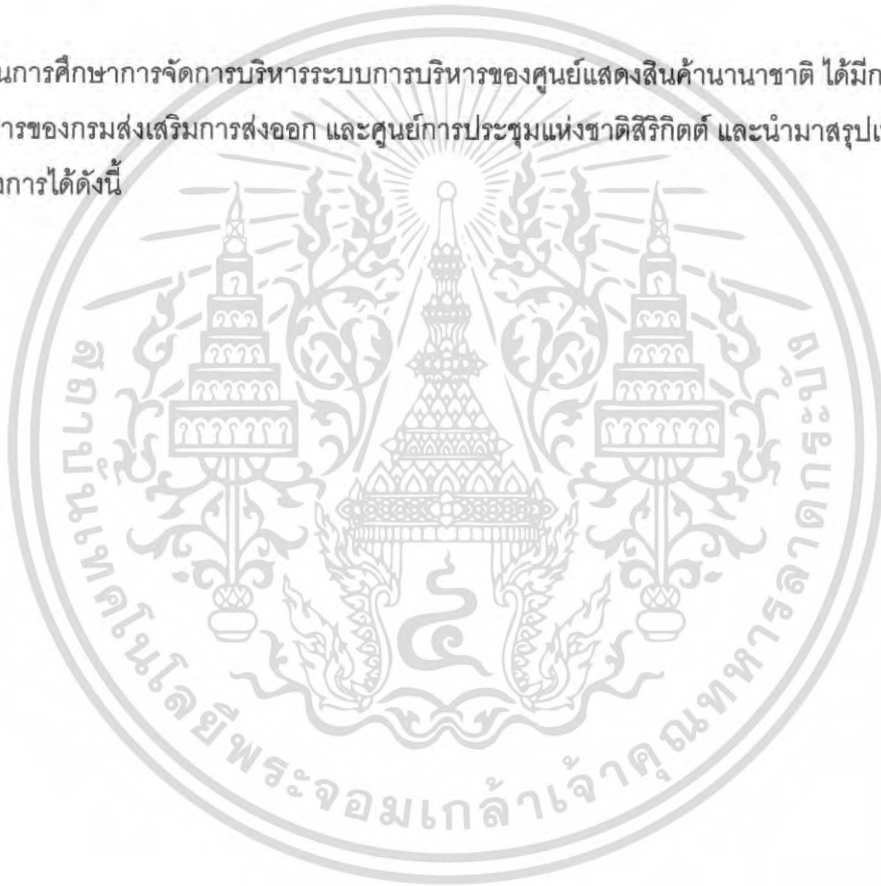 นการศึกษาการจัดการบริหารระบบการบริหารของศูนย์แสดงสินค้านานาชาติ ได้มีก
ารของกรมส่งเสริมการส่งออก และศูนย์การประชุมแห่งชาติสิริกิตต์ และนำมาสรุปเ
งการได้ดังนี้
สถาบันเทคโนโลยีพระจอมเกล้าเจ้าคุณทหารลาดกระบัง